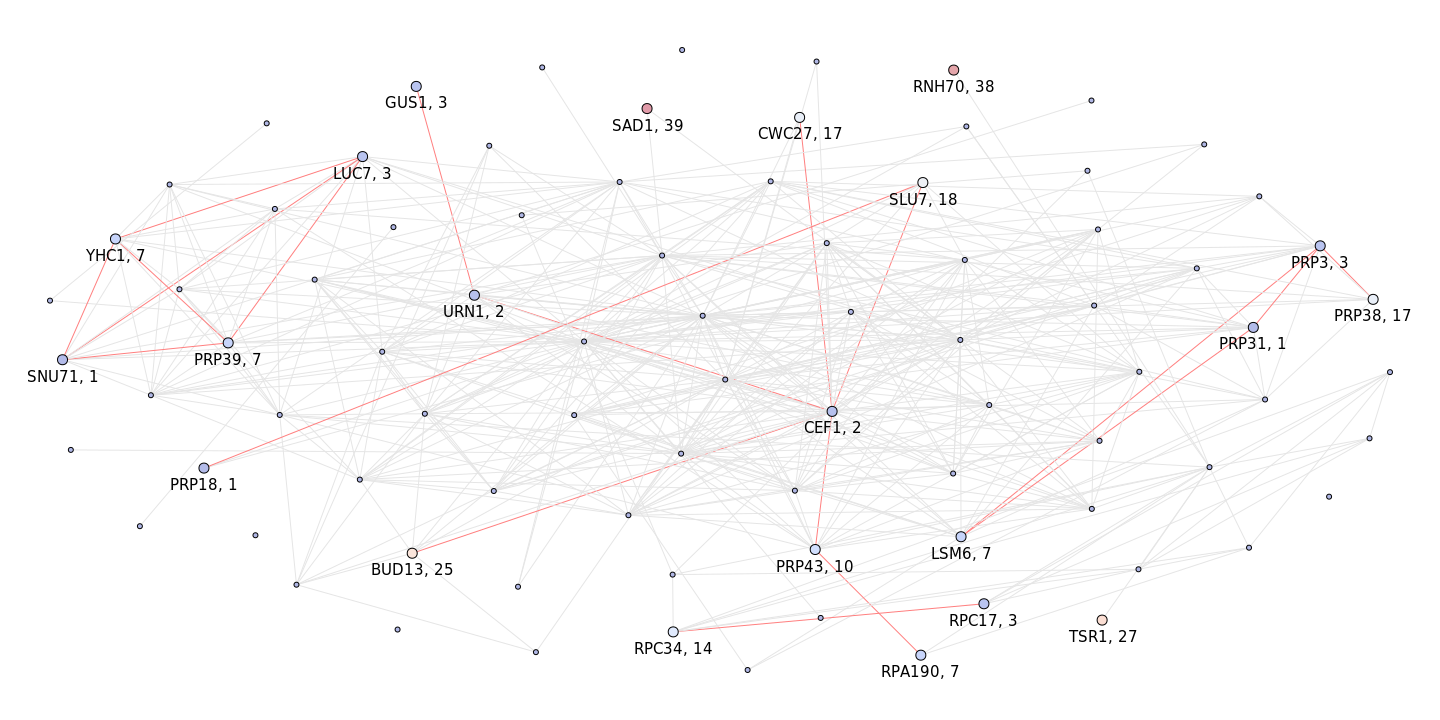 RNH70, 38
GUS1, 3
SAD1, 39
CWC27, 17
LUC7, 3
SLU7, 18
YHC1, 7
PRP3, 3
URN1, 2
PRP38, 17
PRP31, 1
PRP39, 7
SNU71, 1
CEF1, 2
PRP18, 1
LSM6, 7
PRP43, 10
BUD13, 25
RPC17, 3
TSR1, 27
RPC34, 14
RPA190, 7